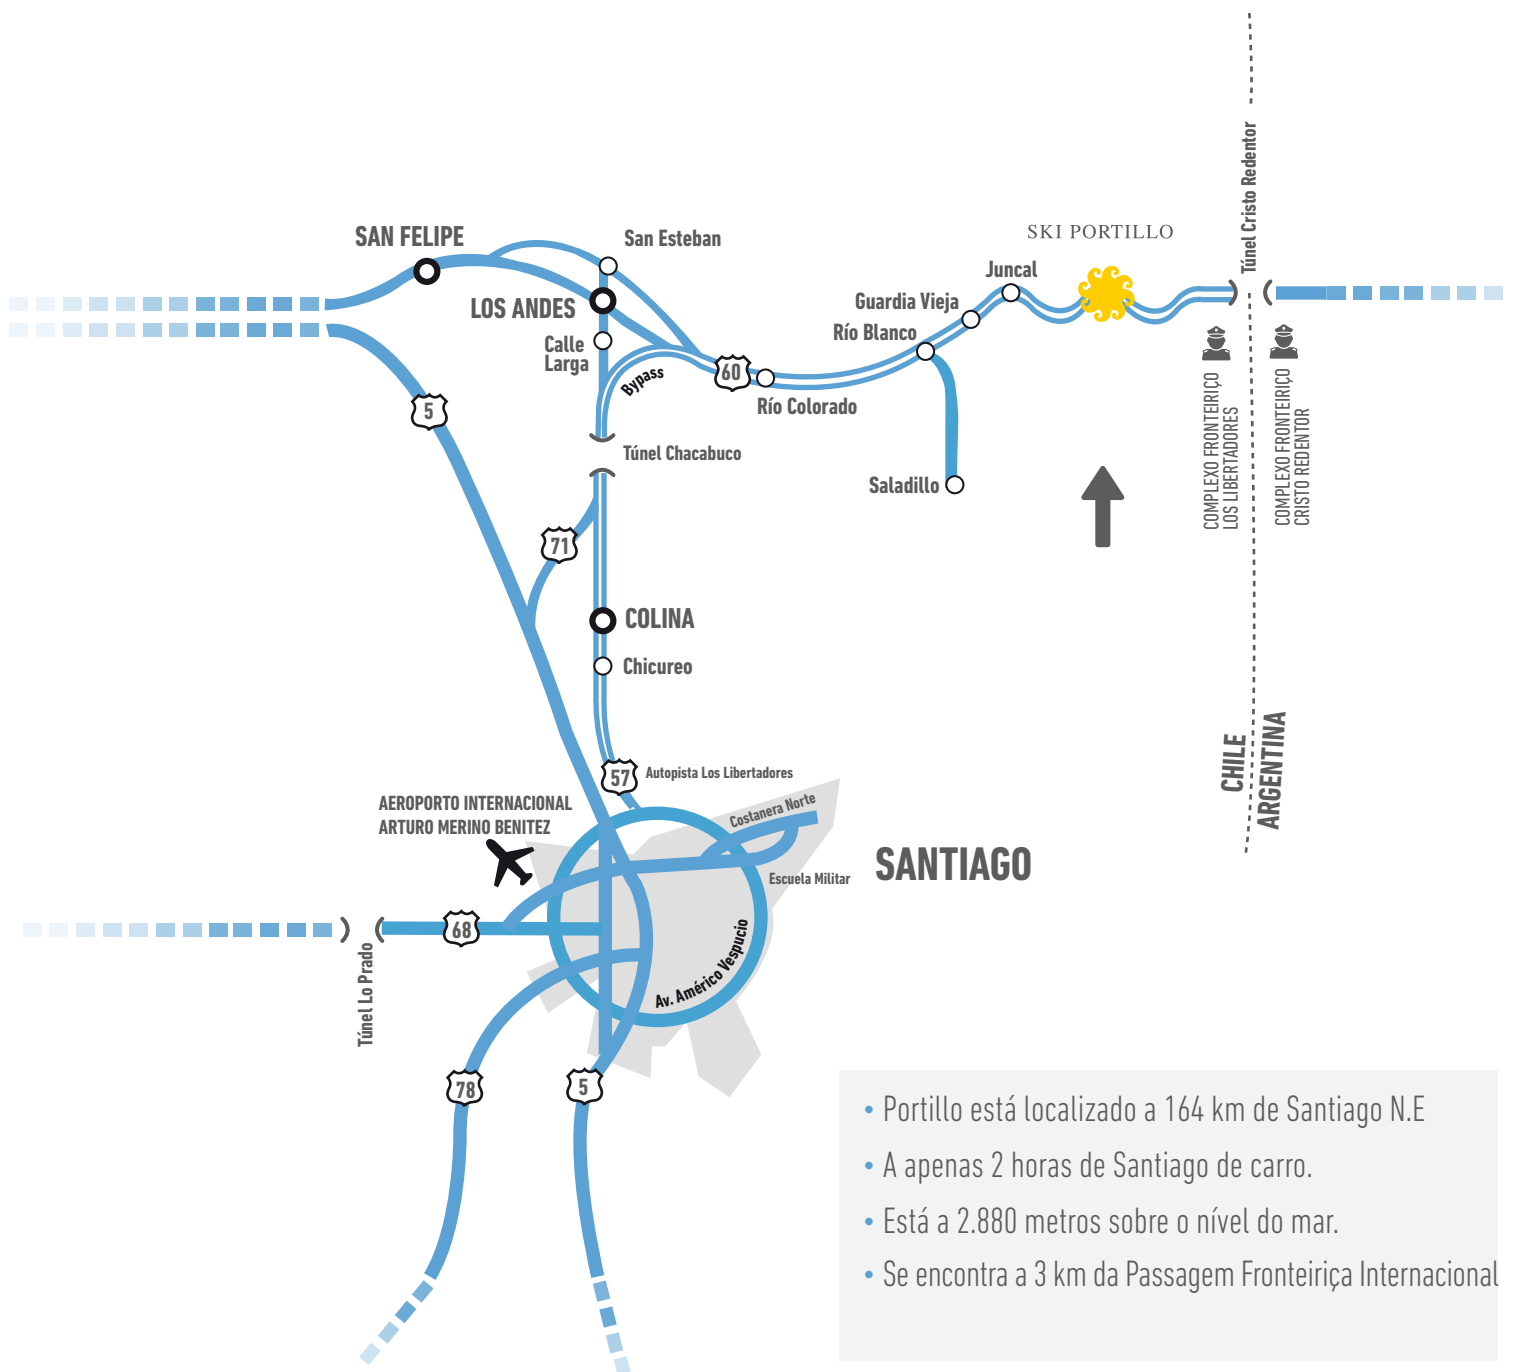 Túnel Cristo Redentor
SKI PORTILLO
SAN FELIPE
San Esteban
Juncal
LOS ANDES
Guardia Vieja
Río Blanco
Calle
Larga
Bypass
60
Río Colorado
5
Túnel Chacabuco
Saladillo
COMPLEXO FRONTEIRIÇO
LOS LIBERTADORES
COMPLEXO FRONTEIRIÇO
CRISTO REDENTOR
71
COLINA
Chicureo
CHILE
ARGENTINA
57
Autopista Los Libertadores
AEROPORTO INTERNACIONAL
ARTURO MERINO BENITEZ
Costanera Norte
SANTIAGO
Escuela Militar
68
Av. Américo Vespucio
Túnel Lo Prado
78
5
• Portillo está localizado a 164 km de Santiago N.E
• A apenas 2 horas de Santiago de carro.
• Está a 2.880 metros sobre o nível do mar.
• Se encontra a 3 km da Passagem Fronteiriça Internacional